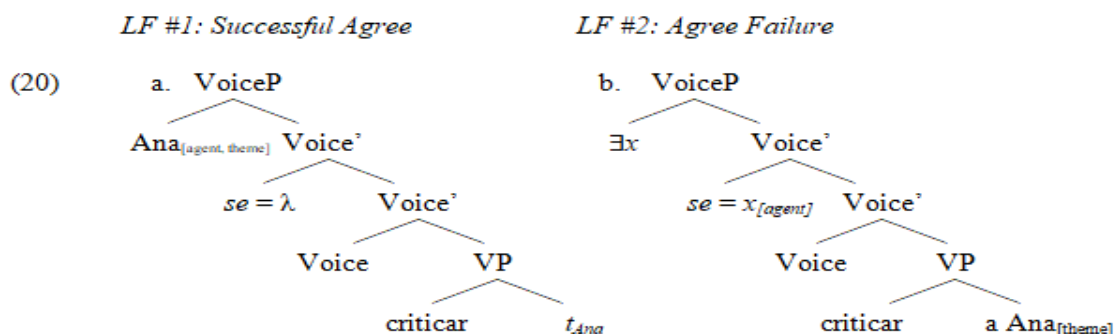 LF #1: Successful Agree LF #2: Agree Failure
(20) a. VoiceP b. VoiceP
Ana[agent, theme] Voice’ ∃x Voice’
se = λ Voice’ se = x[agent] Voice’
Voice VP Voice VP
criticar tAna criticar a Ana[theme]